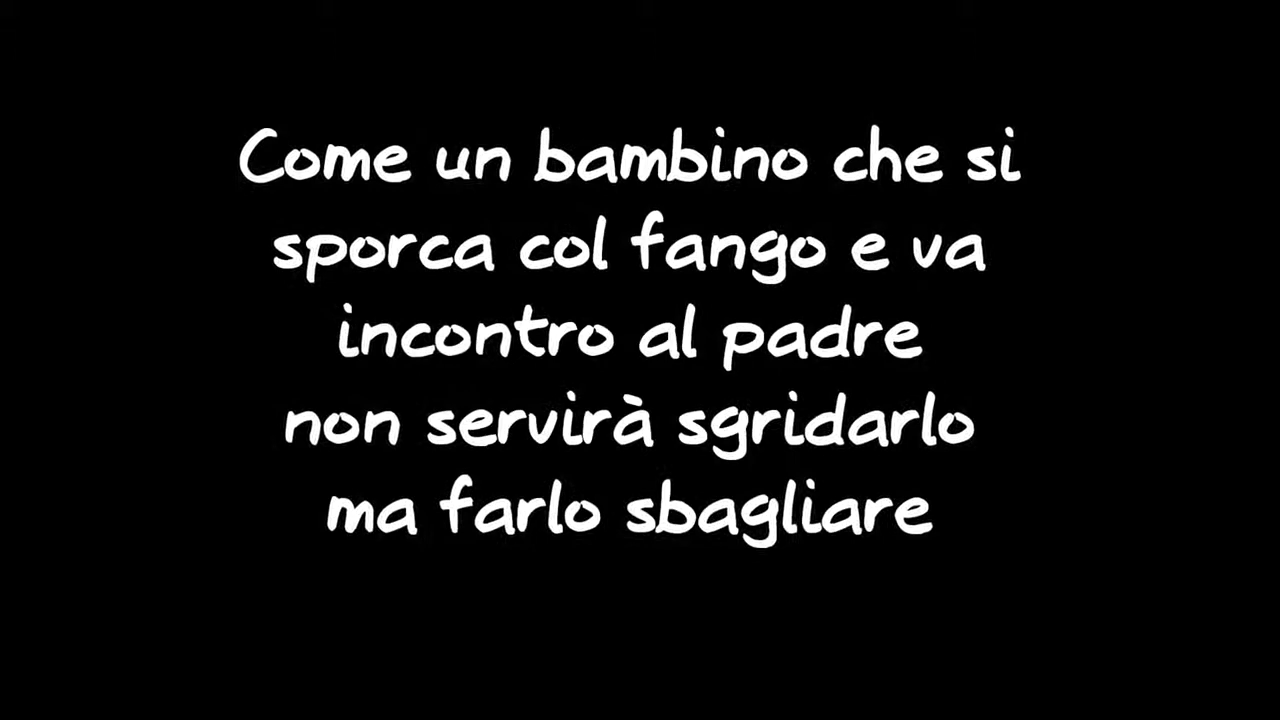 Come un bambino che si
sporca col fango e va
incontro al padre
non servirà sgridarlo
ma farlo sbagliare